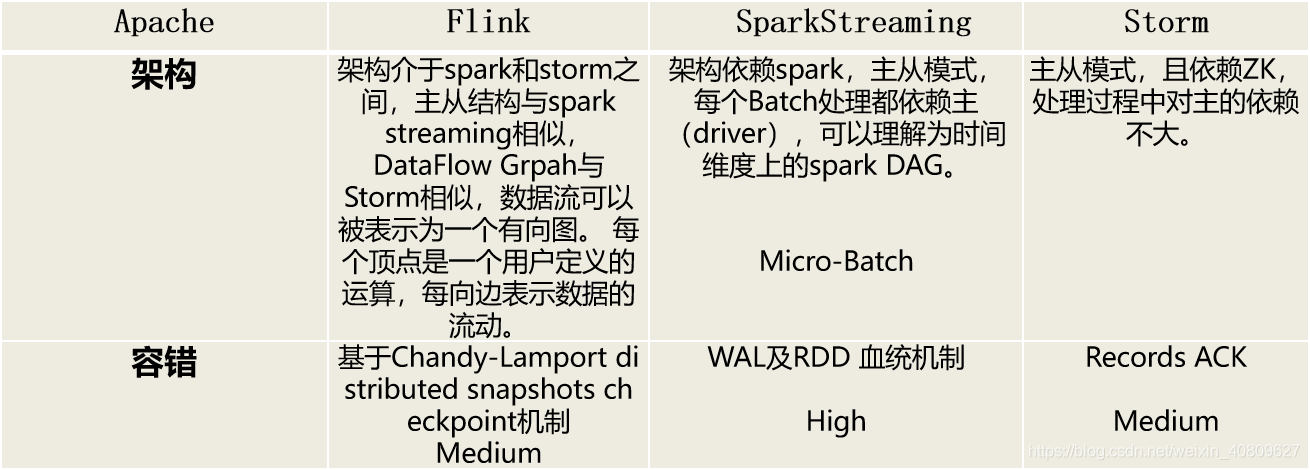 Apache
Flink
SparkStreaming
Storm
架构
架构介于spark和storm之
间，主从结构与spark
streaming相似，
DataFlow Grpah与
Storm相似，数据流可以
被表示为一个有向图。 每
个顶点是一个用户定义的
运算，每向边表示数据的
流动。
架构依赖spark，主从模式，
每个Batch处理都依赖主
（driver），可以理解为时间
维度上的spark DAG。
Micro-Batch
主从模式，且依赖ZK，
处理过程中对主的依赖
不大。
容错
基于Chandy-Lamport di
stributed snapshots ch
eckpoint机制
Medium
WAL及RDD 血统机制
High
Records ACK
Medium
https://blog.csdn.net/weixin_40809627